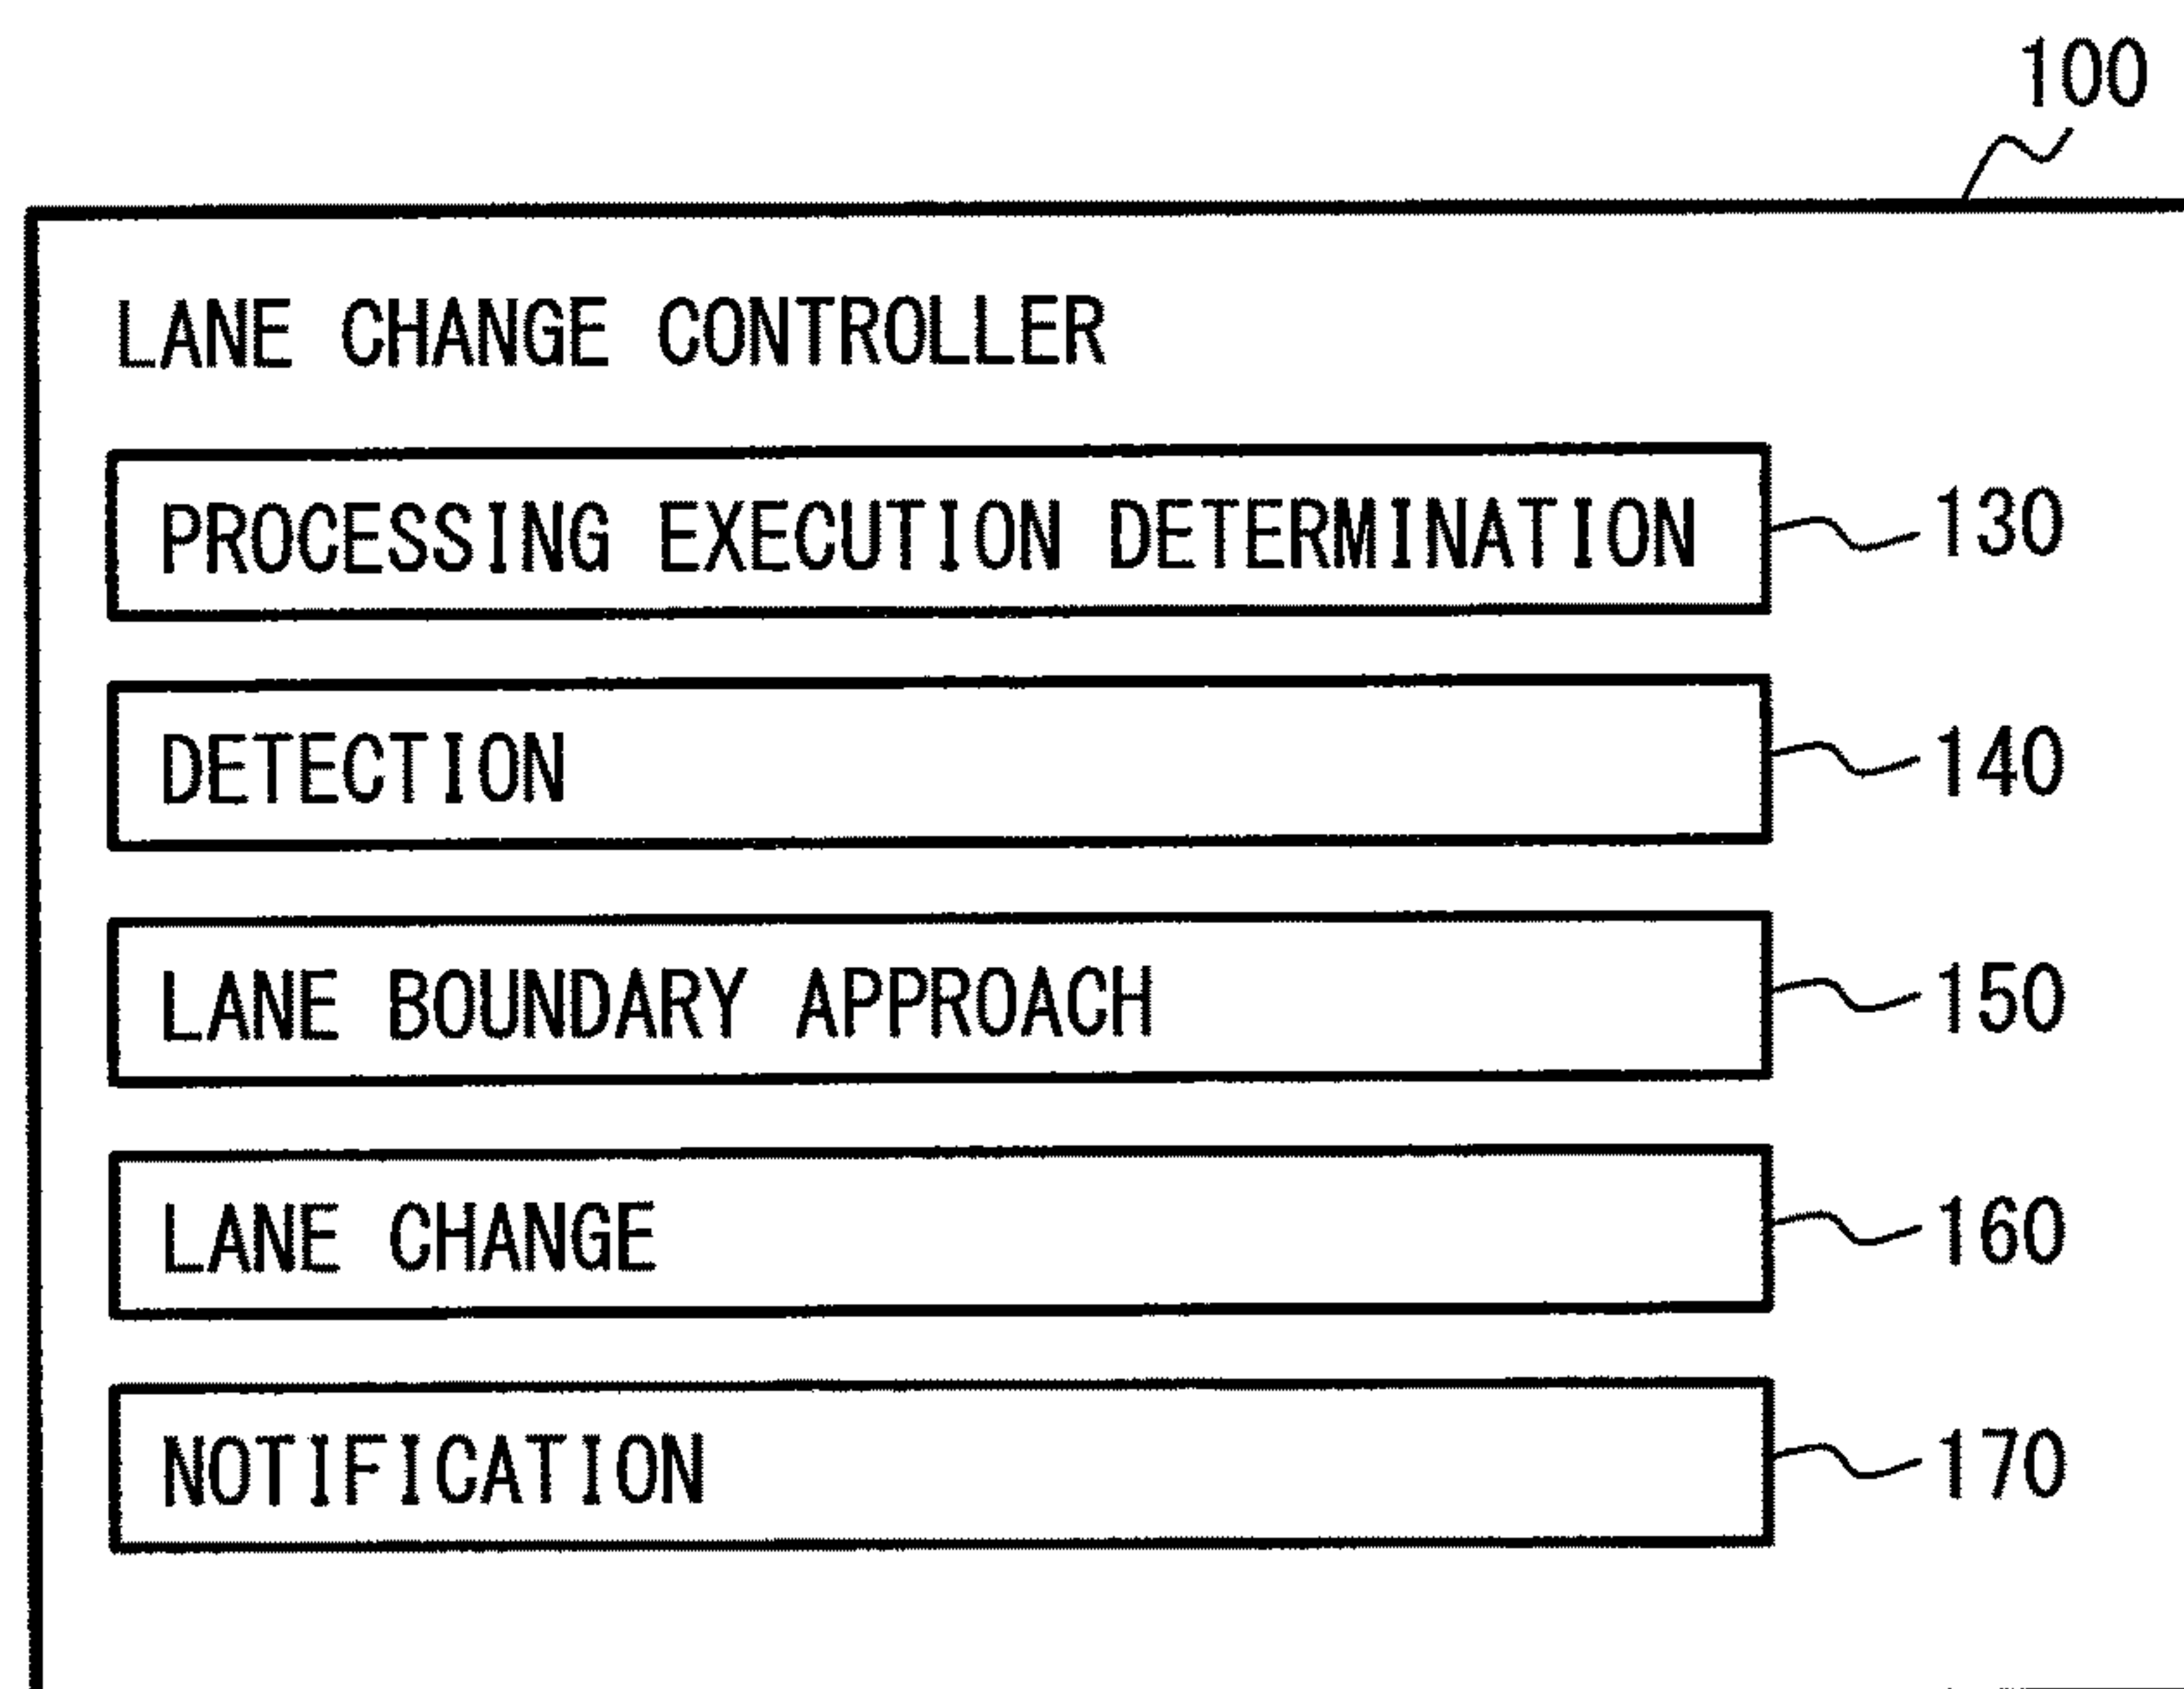 100
LANE CHANGE CONTROLLER
PROCESSING EXECUTION DETERMINATION 130
DETECTION 140
LANE BOUNDARY APPROACH 150
LANE CHANGE 160
NOTIFICATION 170